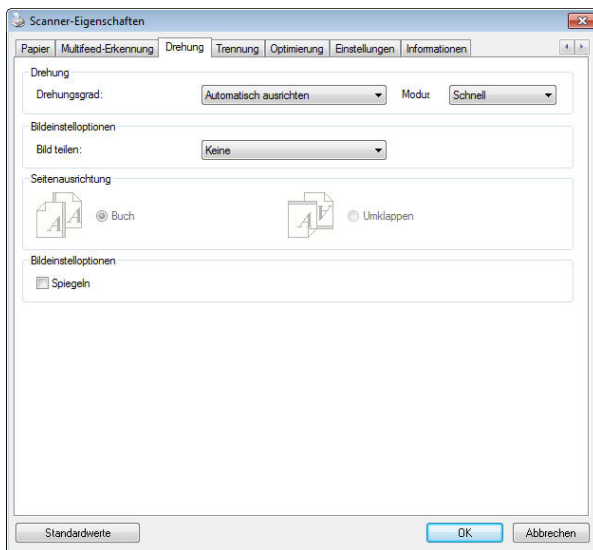 Scanner-Eigenschaften
Papier Multifeed-Erkennung Drehung Trennung Optimierung Einstellungen Informationen
Drehung
Drehungsgrad: Automatisch ausrichten Modus: Schnell
Bildeinstelloptionen
Bild teilen: Keine
Seitenausrichtung
A A Buch A A Umklappen
Bildeinstelloptionen
Spiegeln
Standardwerte OK Abbrechen